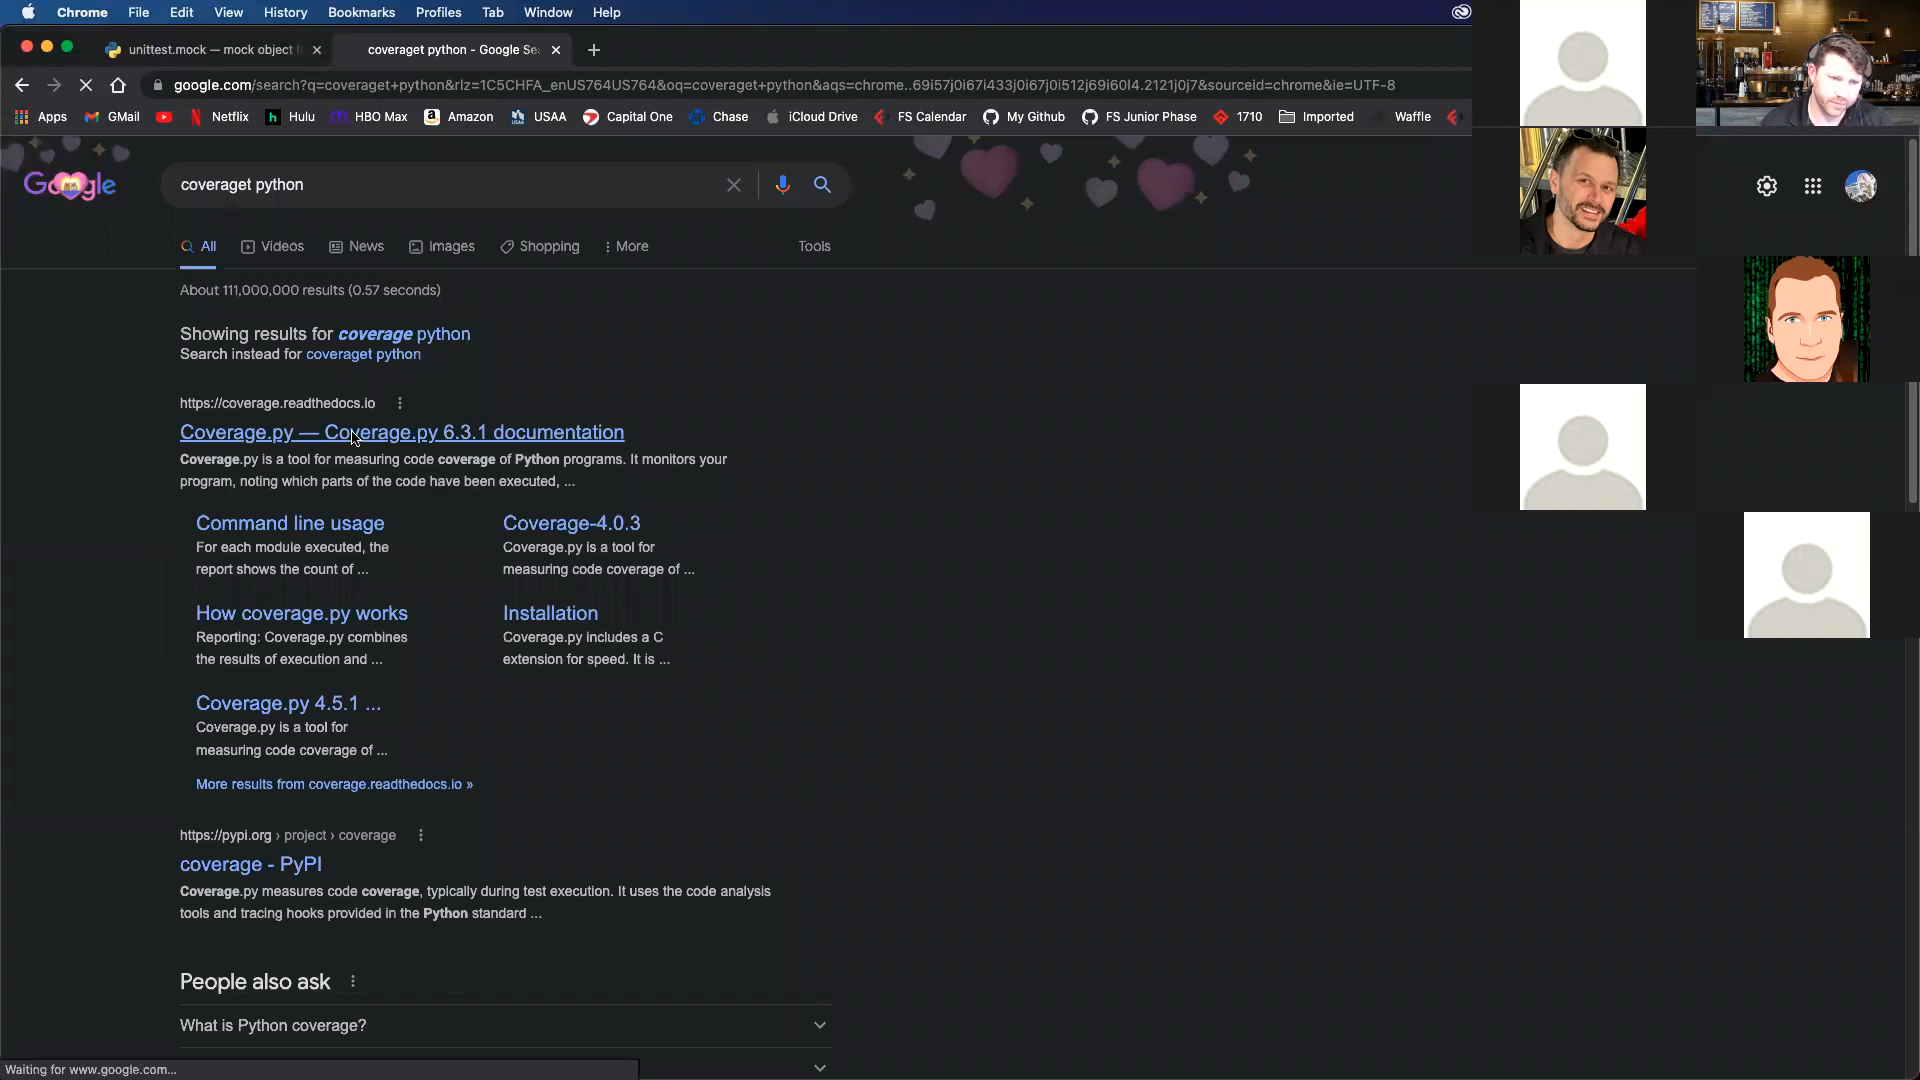 Chrome File Edit View History Bookmarks Profiles Tab Window Help
unittest.mock — mock object l
coveraget python - Google Se
google.com/search?q=coveraget+python&rlz=1C5CHFA_enUS764US764&oq=coveraget+python&aqs=chrome..69i57j0i67i433j0i67j0i512j69i60l4.2121j0j7&sourceid=chrome&ie=UTF-8
Apps GMail Netflix Hulu HBO Max Amazon USAA Capital One Chase iCloud Drive FS Calendar My Github FS Junior Phase 1710 Imported Waffle
Google
coveraget python
All Videos News Images Shopping More Tools
About 111,000,000 results (0.57 seconds)
Showing results for coverage python
Search instead for coveraget python
https://coverage.readthedocs.io
Coverage.py — Coverage.py 6.3.1 documentation
Coverage.py is a tool for measuring code coverage of Python programs. It monitors your
program, noting which parts of the code have been executed, ...
Command line usage
For each module executed, the
report shows the count of ...
Coverage-4.0.3
Coverage.py is a tool for
measuring code coverage of ...
How coverage.py works
Reporting: Coverage.py combines
the results of execution and ...
Installation
Coverage.py includes a C
extension for speed. It is ...
Coverage.py 4.5.1 ...
Coverage.py is a tool for
measuring code coverage of ...
More results from coverage.readthedocs.io »
https://pypi.org › project › coverage
coverage - PyPI
Coverage.py measures code coverage, typically during test execution. It uses the code analysis
tools and tracing hooks provided in the Python standard ...
People also ask
What is Python coverage?
Waiting for www.google.com...